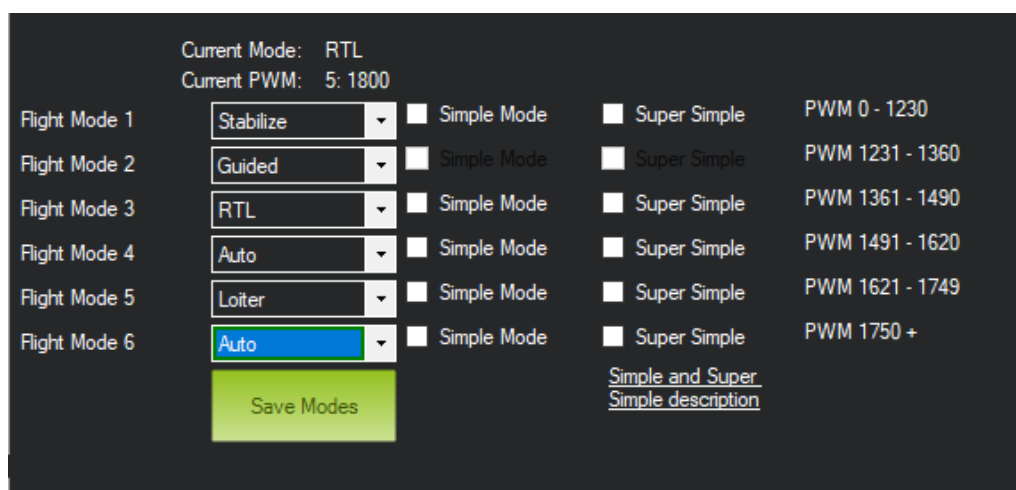 Current Mode: RTL
Current PWM: 5: 1800
Flight Mode 1 Stabilize Simple Mode Super Simple PWM 0 - 1230
Flight Mode 2 Guided Simple Mode Super Simple PWM 1231 - 1360
Flight Mode 3 RTL Simple Mode Super Simple PWM 1361 - 1490
Flight Mode 4 Auto Simple Mode Super Simple PWM 1491 - 1620
Flight Mode 5 Loiter Simple Mode Super Simple PWM 1621 - 1749
Flight Mode 6 Auto Simple Mode Super Simple PWM 1750 +
Simple and Super
Simple description
Save Modes